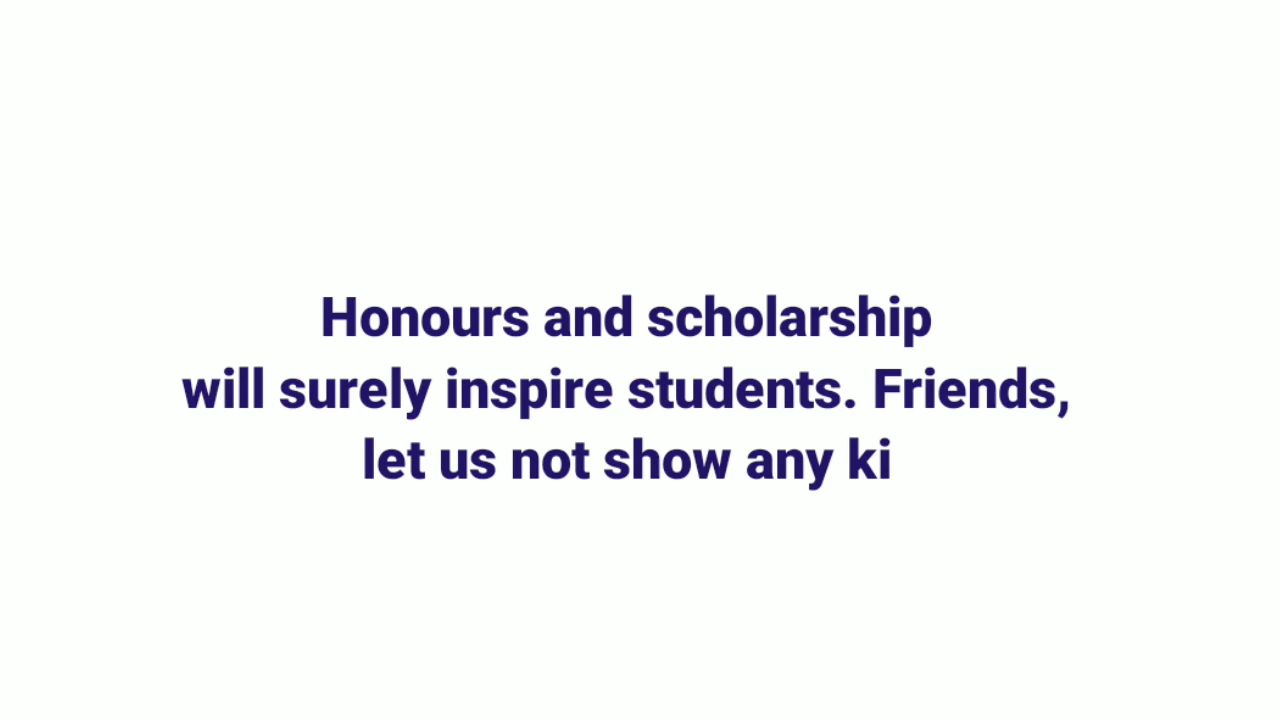 Honours and scholarship
will surely inspire students. Friends,
let us not show any ki